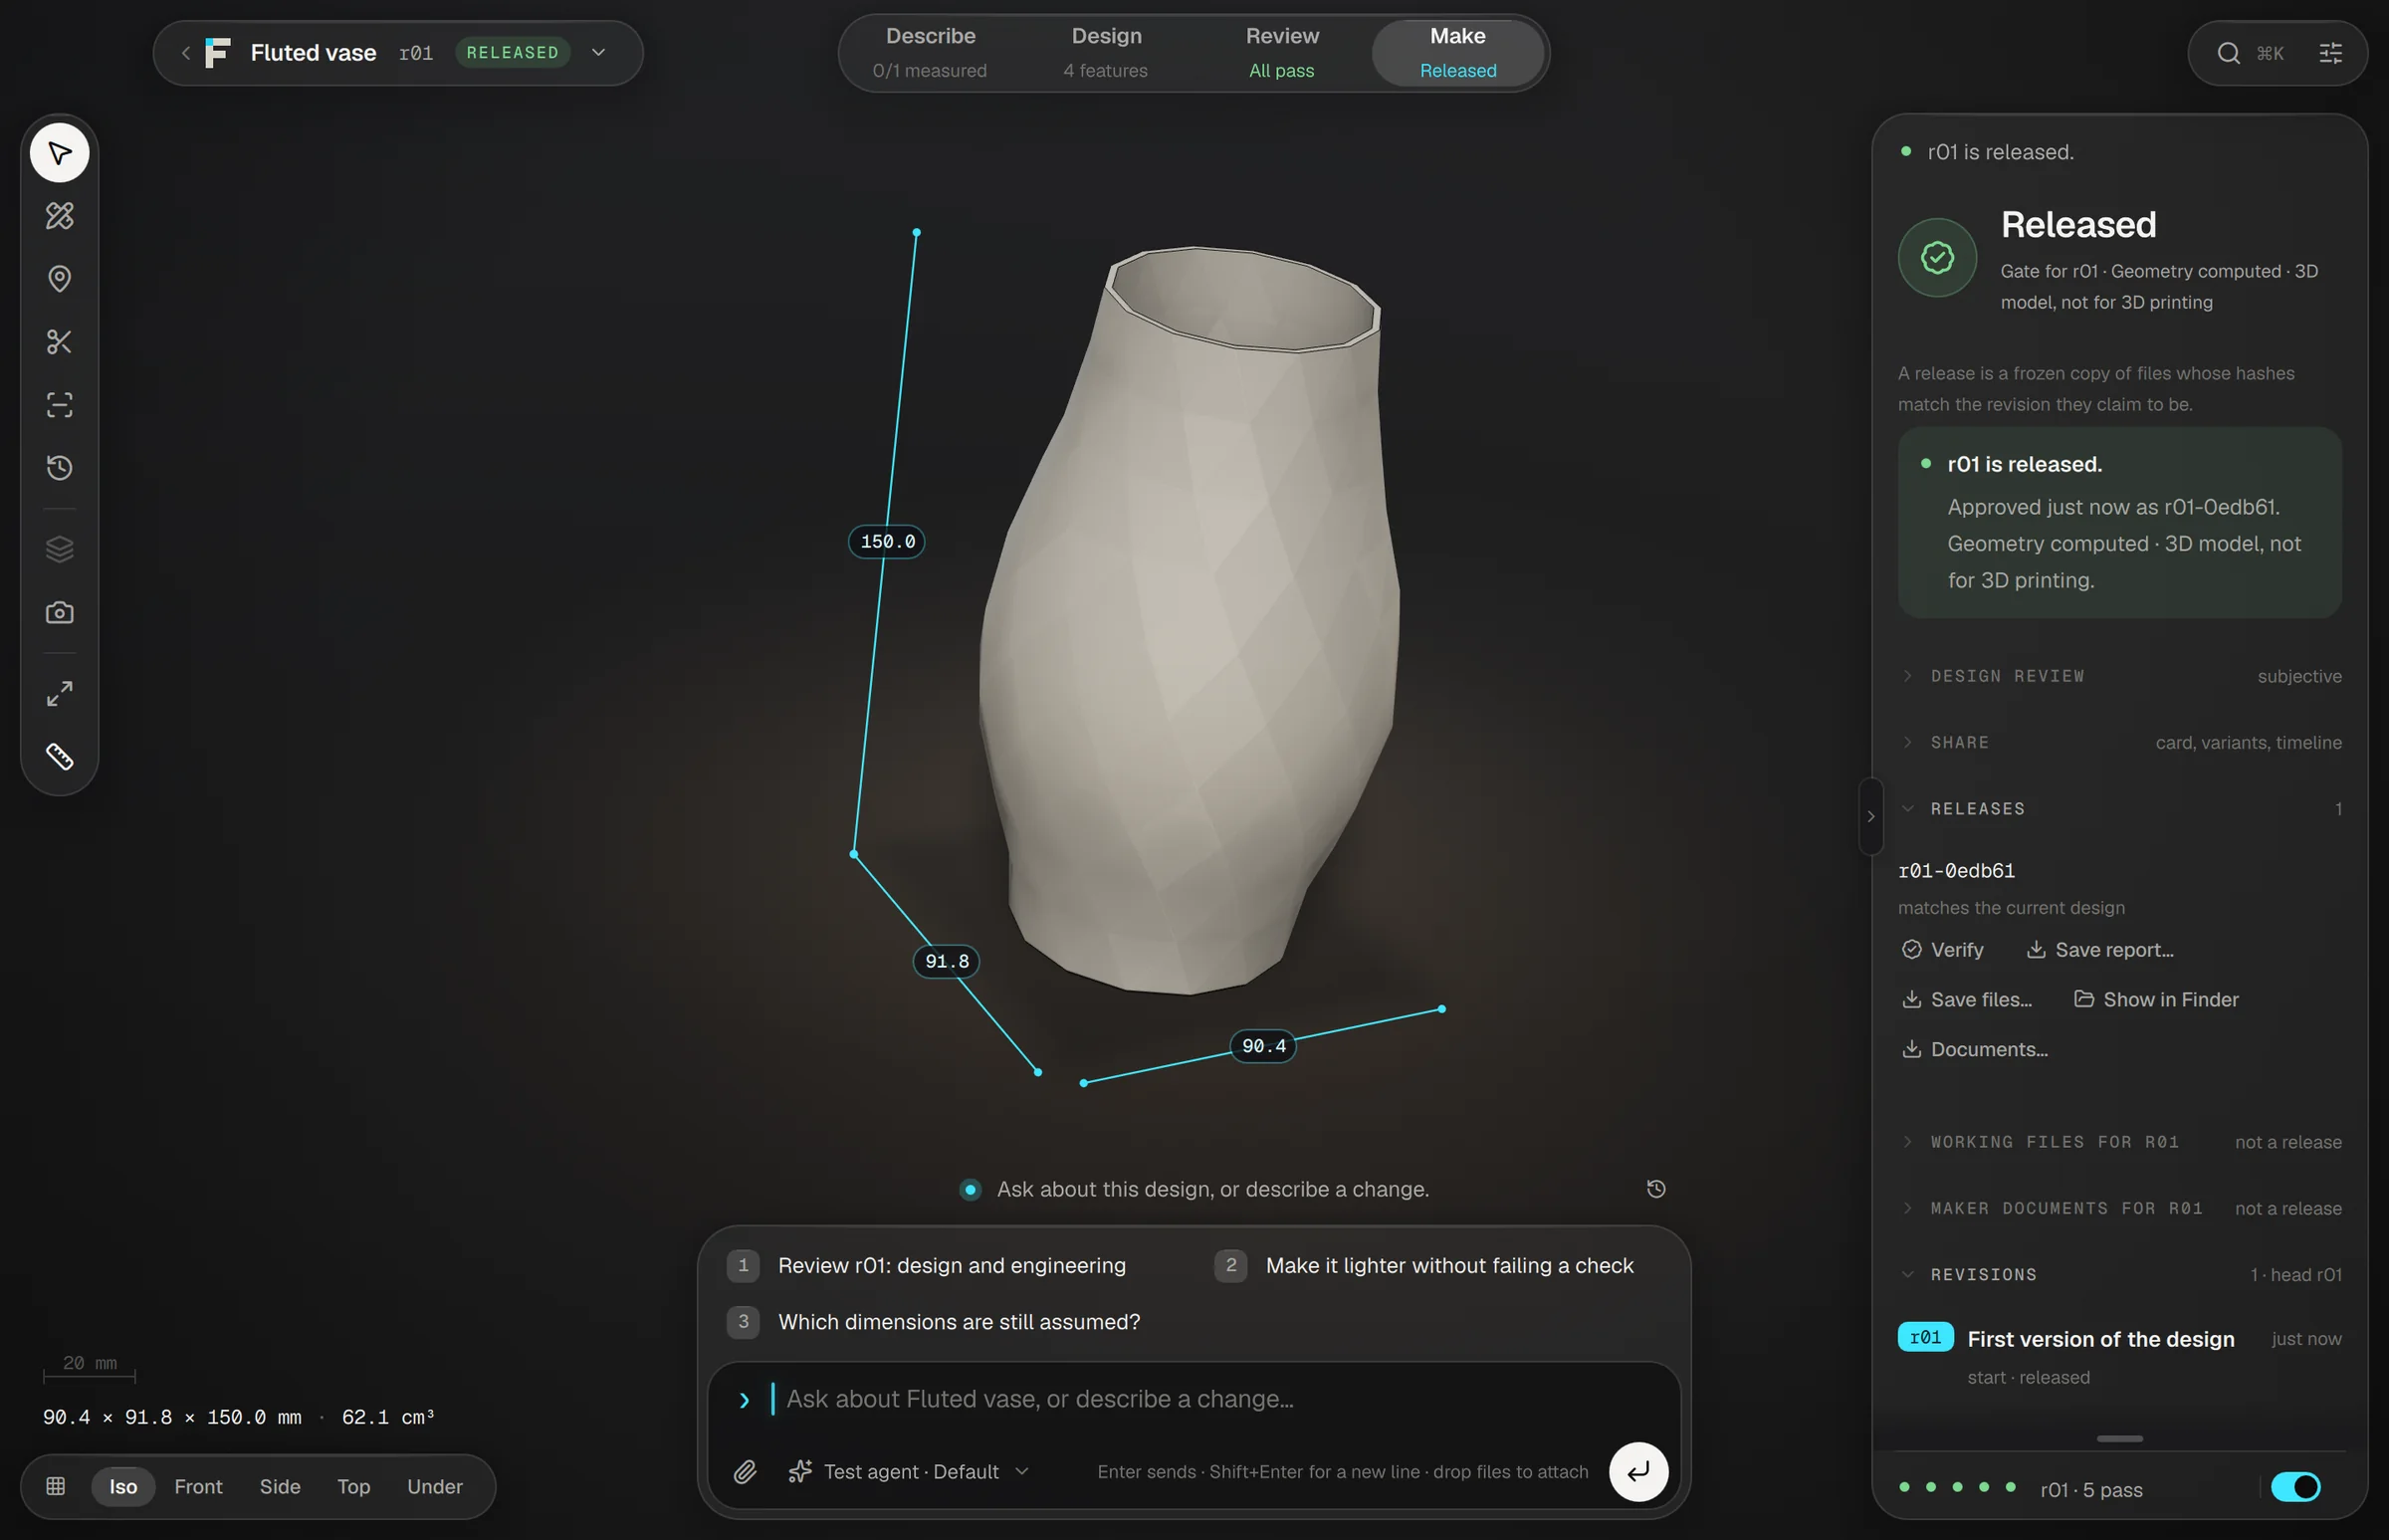 Fluted vase r01 RELEASED
Describe
0/1 measured
Design
4 features
Review
All pass
Make
Released
⌘K
150.0
91.8
90.4
20 mm
90.4 × 91.8 × 150.0 mm · 62.1 cm³
Iso Front Side Top Under
Ask about this design, or describe a change.
1 Review r01: design and engineering
2 Make it lighter without failing a check
3 Which dimensions are still assumed?
Ask about Fluted vase, or describe a change...
Test agent · Default
Enter sends · Shift+Enter for a new line · drop files to attach
r01 is released.
Released
Gate for r01 · Geometry computed · 3D
model, not for 3D printing
A release is a frozen copy of files whose hashes
match the revision they claim to be.
r01 is released.
Approved just now as r01-0edb61.
Geometry computed · 3D model, not
for 3D printing.
DESIGN REVIEW subjective
SHARE card, variants, timeline
RELEASES 1
r01-0edb61
matches the current design
Verify Save report...
Save files... Show in Finder
Documents...
WORKING FILES FOR R01 not a release
MAKER DOCUMENTS FOR R01 not a release
REVISIONS 1 · head r01
r01 First version of the design just now
start · released
r01 · 5 pass